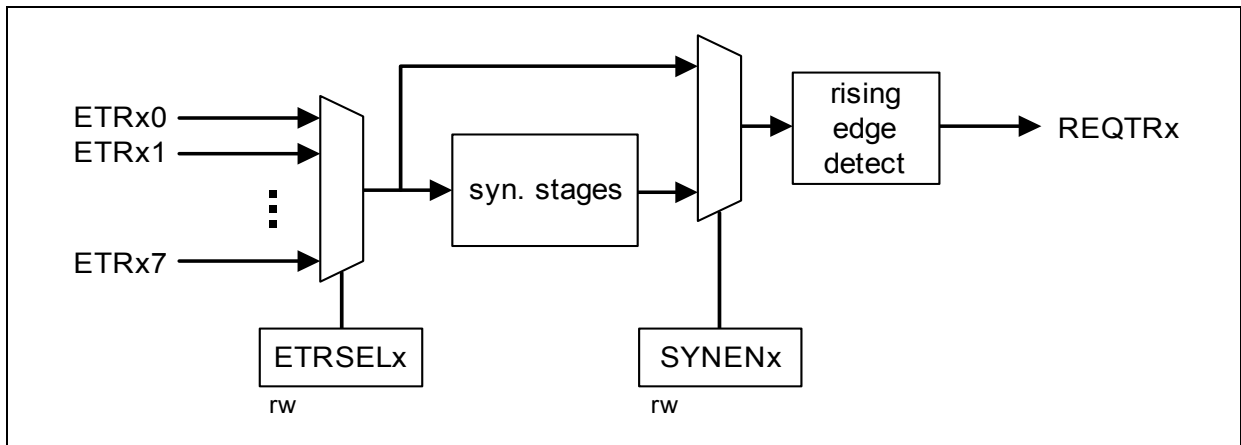 ETRx0
ETRx1
ETRx7
syn. stages
rising
edge
detect
REQTRx
ETRSELx
rw
SYNENx
rw